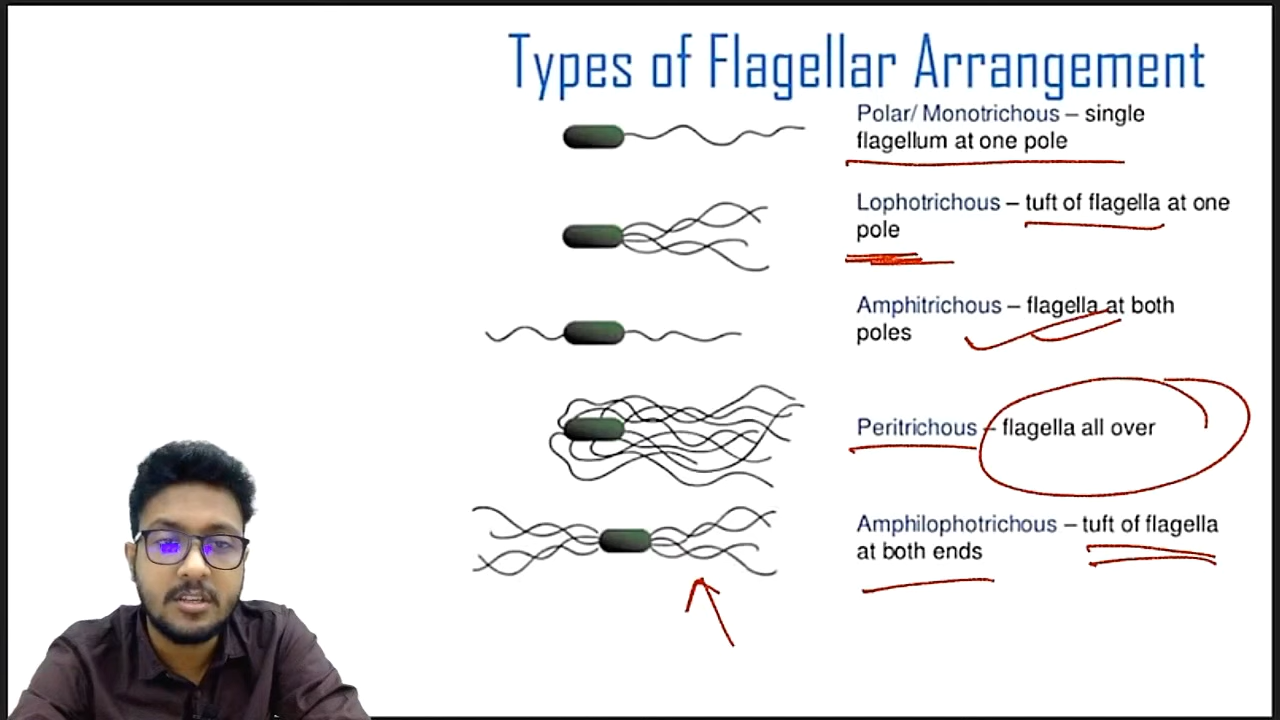 Types of Flagellar Arrangement
Polar/ Monotrichous – single
flagellum at one pole
Lophotrichous – tuft of flagella at one
pole
Amphitrichous – flagella at both
poles
Peritrichous – flagella all over
Amphilophotrichous – tuft of flagella
at both ends